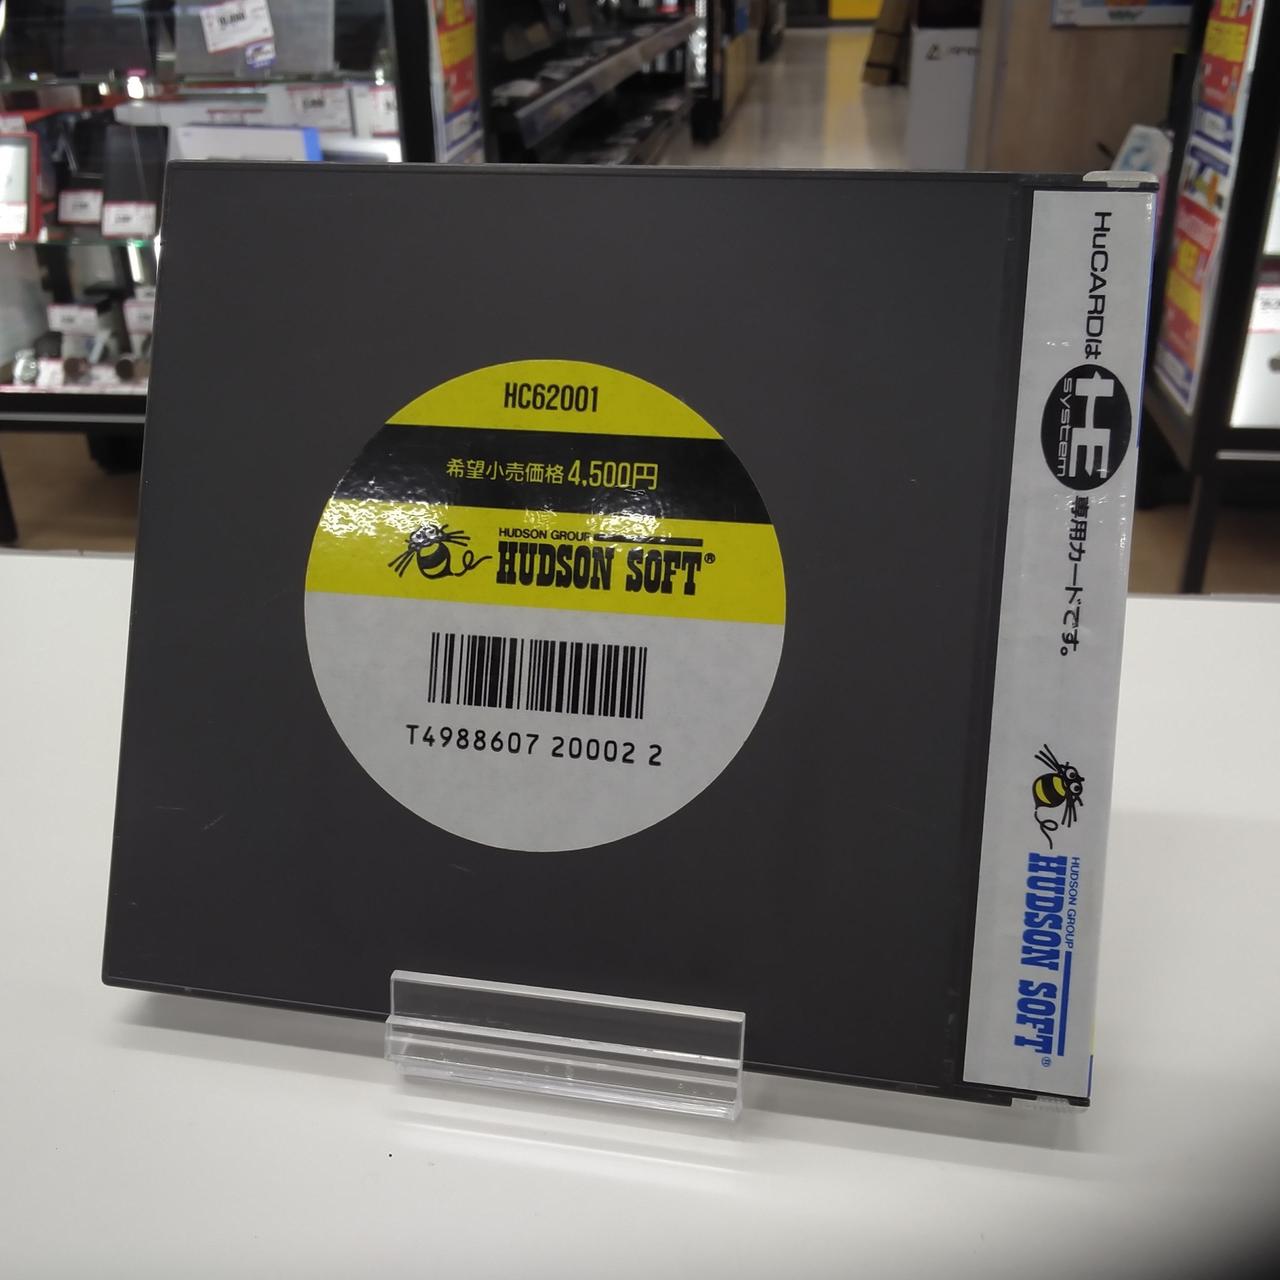 HC62001
希望小売価格4,500円
HUDSON GROUP
HUDSON SOFT®
T4988607 20002 2
HuCARDは HE system 専用カードです。
HUDSON GROUP
HUDSON SOFT®